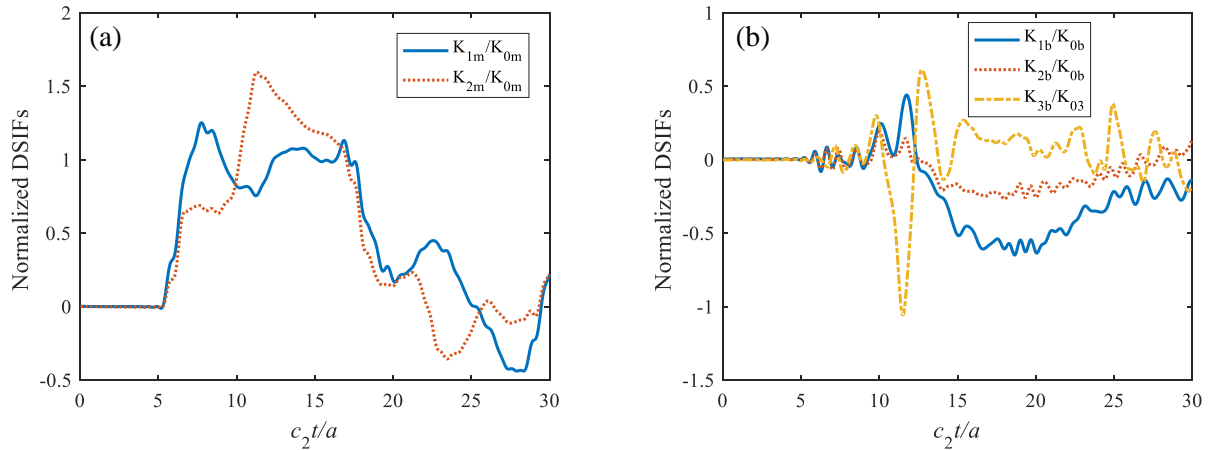 (a)
K1m/K0m
K2m/K0m
Normalized DSIFs
2
1.5
1
0.5
0
-0.5
0 5 10 15 20 25 30
c2t/a
(b)
K1b/K0b
K2b/K0b
K3b/K03
Normalized DSIFs
1
0.5
0
-0.5
-1
-1.5
0 5 10 15 20 25 30
c2t/a